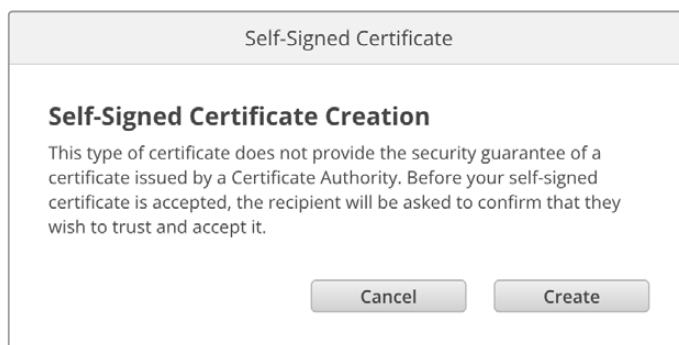 Self-Signed Certificate
Self-Signed Certificate Creation
This type of certificate does not provide the security guarantee of a
certificate issued by a Certificate Authority. Before your self-signed
certificate is accepted, the recipient will be asked to confirm that they
wish to trust and accept it.
Cancel Create